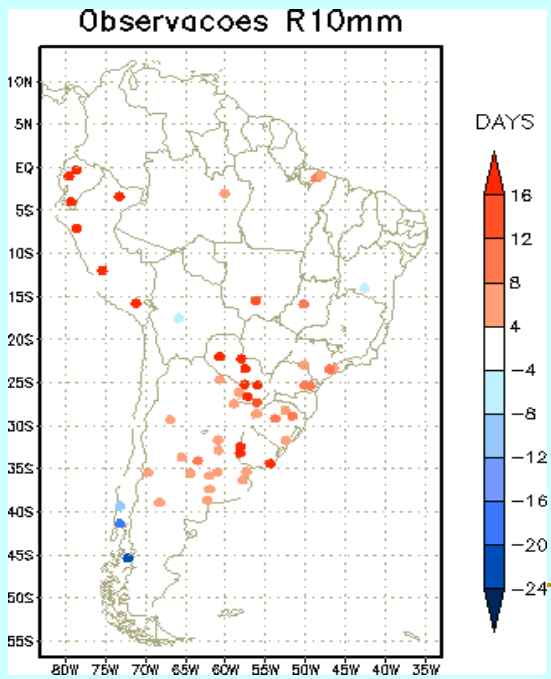 Observacoes R10mm
DAYS
10N
5N
EQ
5S
10S
15S
20S
25S
30S
35S
40S
45S
50S
55S
80W 75W 70W 65W 60W 55W 50W 45W 40W 35W
16
12
8
4
−4
−8
−12
−16
−20
−24